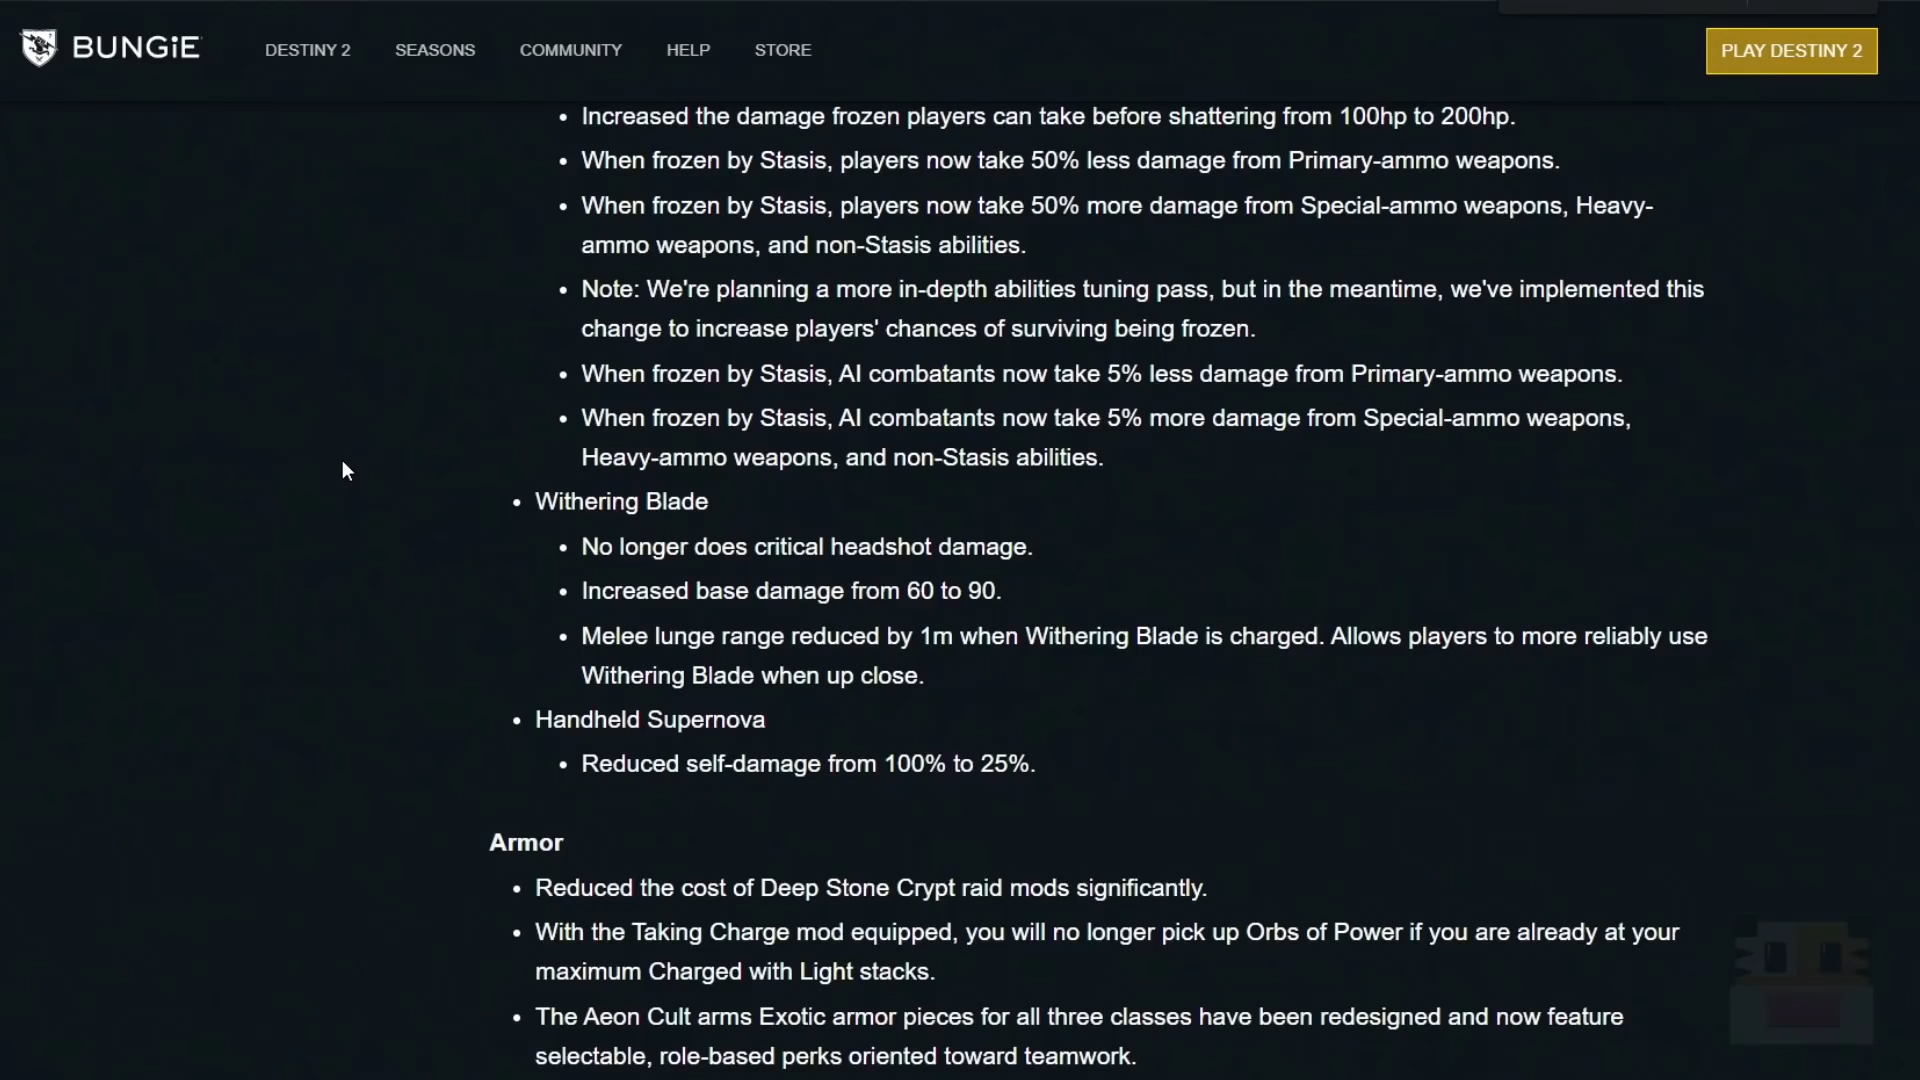 BUNGiE DESTINY 2 SEASONS COMMUNITY HELP STORE PLAY DESTINY 2
• Increased the damage frozen players can take before shattering from 100hp to 200hp.
• When frozen by Stasis, players now take 50% less damage from Primary-ammo weapons.
• When frozen by Stasis, players now take 50% more damage from Special-ammo weapons, Heavy-
ammo weapons, and non-Stasis abilities.
• Note: We're planning a more in-depth abilities tuning pass, but in the meantime, we've implemented this
change to increase players' chances of surviving being frozen.
• When frozen by Stasis, AI combatants now take 5% less damage from Primary-ammo weapons.
• When frozen by Stasis, AI combatants now take 5% more damage from Special-ammo weapons,
Heavy-ammo weapons, and non-Stasis abilities.
• Withering Blade
• No longer does critical headshot damage.
• Increased base damage from 60 to 90.
• Melee lunge range reduced by 1m when Withering Blade is charged. Allows players to more reliably use
Withering Blade when up close.
• Handheld Supernova
• Reduced self-damage from 100% to 25%.
Armor
• Reduced the cost of Deep Stone Crypt raid mods significantly.
• With the Taking Charge mod equipped, you will no longer pick up Orbs of Power if you are already at your
maximum Charged with Light stacks.
• The Aeon Cult arms Exotic armor pieces for all three classes have been redesigned and now feature
selectable, role-based perks oriented toward teamwork.